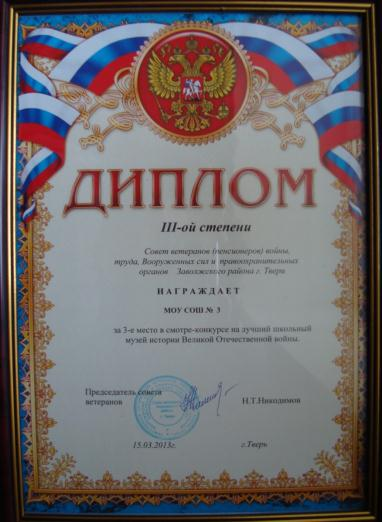 ДИПЛОМ
III-ой степени
Совет ветеранов (пенсионеров) войны,
труда, Вооруженных сил и правоохранительных
органов Заволжского района г. Тверь
НАГРАЖДАЕТ
МОУ СОШ № 3
за 3-е место в смотре-конкурсе на лучший школьный
музей истории Великой Отечественной войны.
Председатель совета
ветеранов
Н.Т.Никодимов
15.03.2013г.
г.Тверь